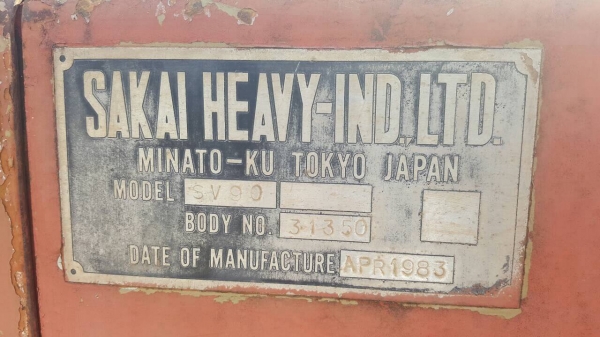 SAKAI HEAVY-IND.,LTD.
MINATO-KU TOKYO JAPAN
MODEL SV90
BODY NO. 31350
DATE OF MANUFACTURE APR1983